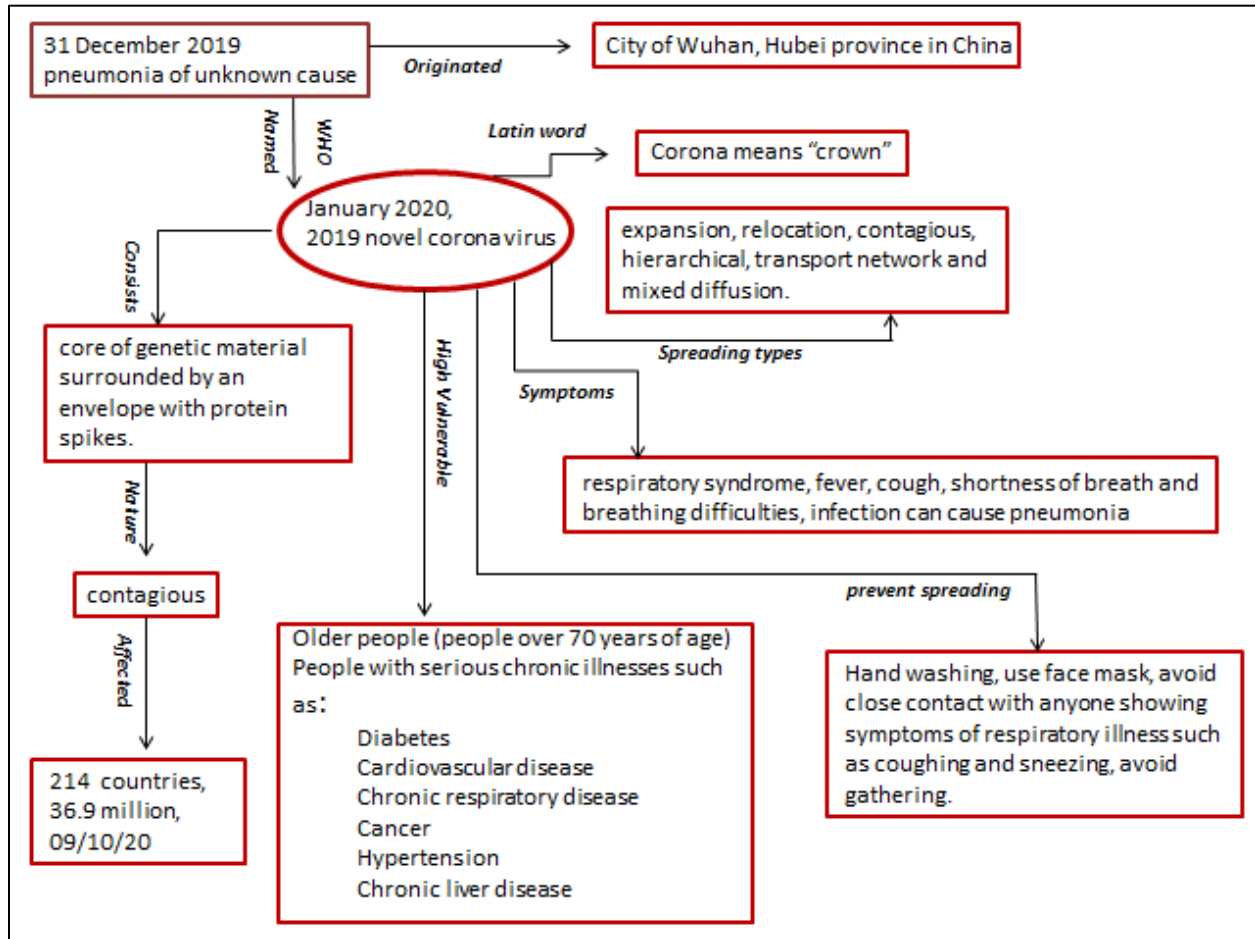 31 December 2019
pneumonia of unknown cause
Originated
City of Wuhan, Hubei province in China
Named
WHO
Latin word
Corona means “crown”
January 2020,
2019 novel coronavirus
expansion, relocation, contagious,
hierarchical, transport network and
mixed diffusion.
Spreading types
Consists
core of genetic material
surrounded by an
envelope with protein
spikes.
High Vulnerable
Symptoms
respiratory syndrome, fever, cough, shortness of breath and
breathing difficulties, infection can cause pneumonia
Nature
contagious
prevent spreading
Affected
Older people (people over 70 years of age)
People with serious chronic illnesses such
as:
Diabetes
Cardiovascular disease
Chronic respiratory disease
Cancer
Hypertension
Chronic liver disease
Hand washing, use face mask, avoid
close contact with anyone showing
symptoms of respiratory illness such
as coughing and sneezing, avoid
gathering.
214 countries,
36.9 million,
09/10/20